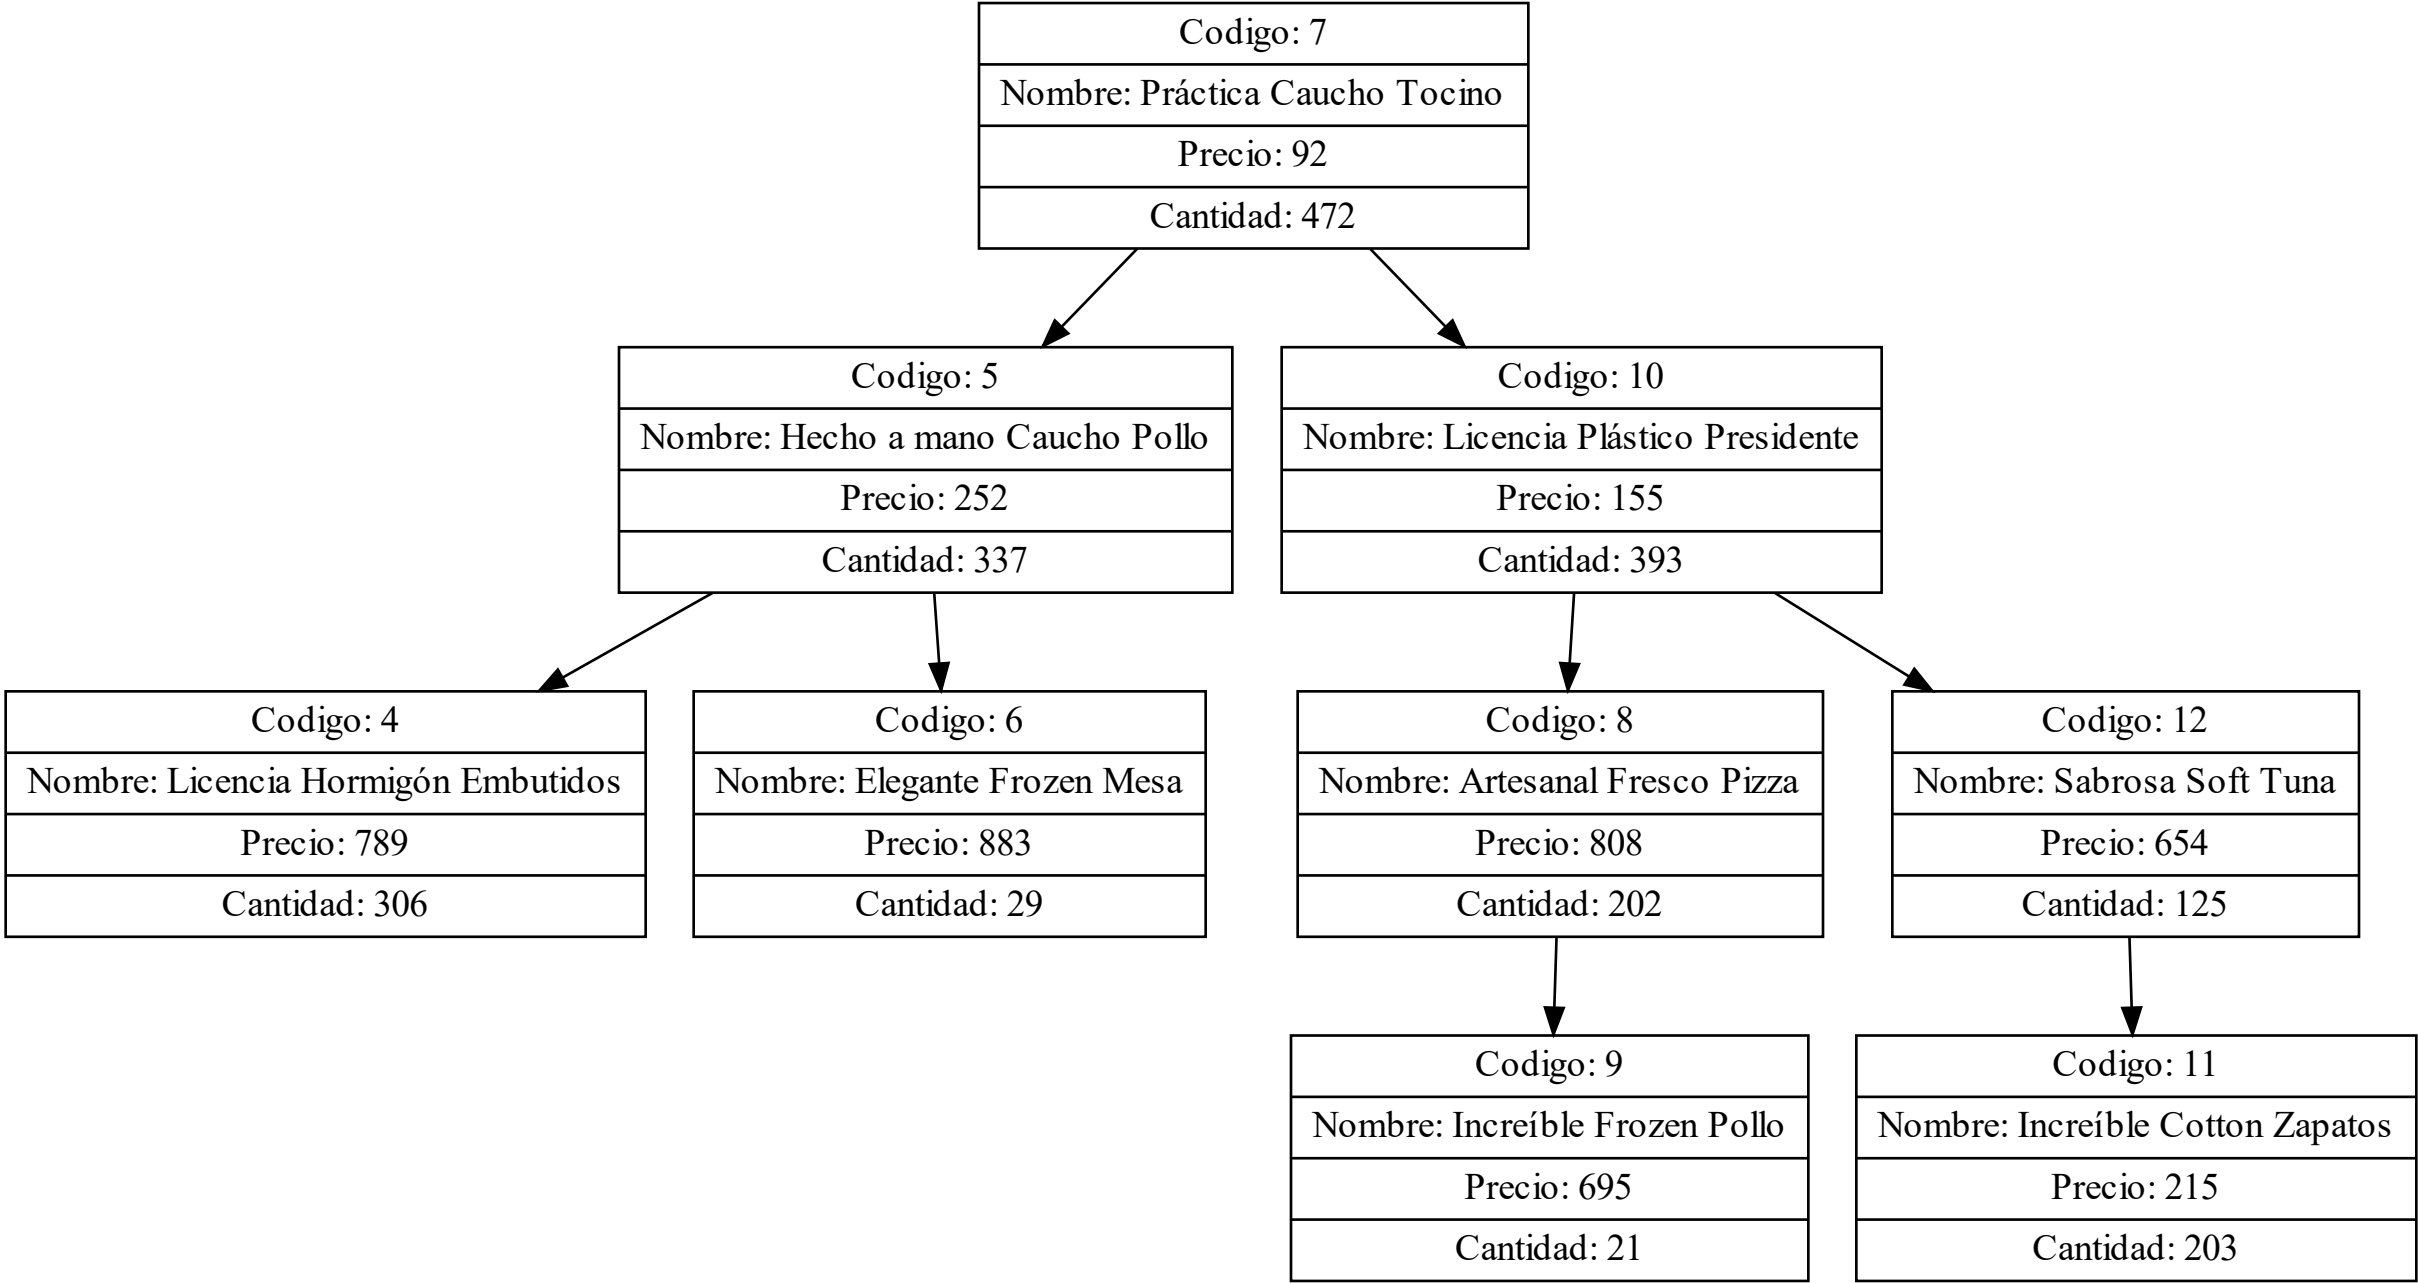 Codigo: 7
Nombre: Práctica Caucho Tocino
Precio: 92
Cantidad: 472
Codigo: 5
Nombre: Hecho a mano Caucho Pollo
Precio: 252
Cantidad: 337
Codigo: 10
Nombre: Licencia Plástico Presidente
Precio: 155
Cantidad: 393
Codigo: 4
Nombre: Licencia Hormigón Embutidos
Precio: 789
Cantidad: 306
Codigo: 6
Nombre: Elegante Frozen Mesa
Precio: 883
Cantidad: 29
Codigo: 8
Nombre: Artesanal Fresco Pizza
Precio: 808
Cantidad: 202
Codigo: 12
Nombre: Sabrosa Soft Tuna
Precio: 654
Cantidad: 125
Codigo: 9
Nombre: Increíble Frozen Pollo
Precio: 695
Cantidad: 21
Codigo: 11
Nombre: Increíble Cotton Zapatos
Precio: 215
Cantidad: 203